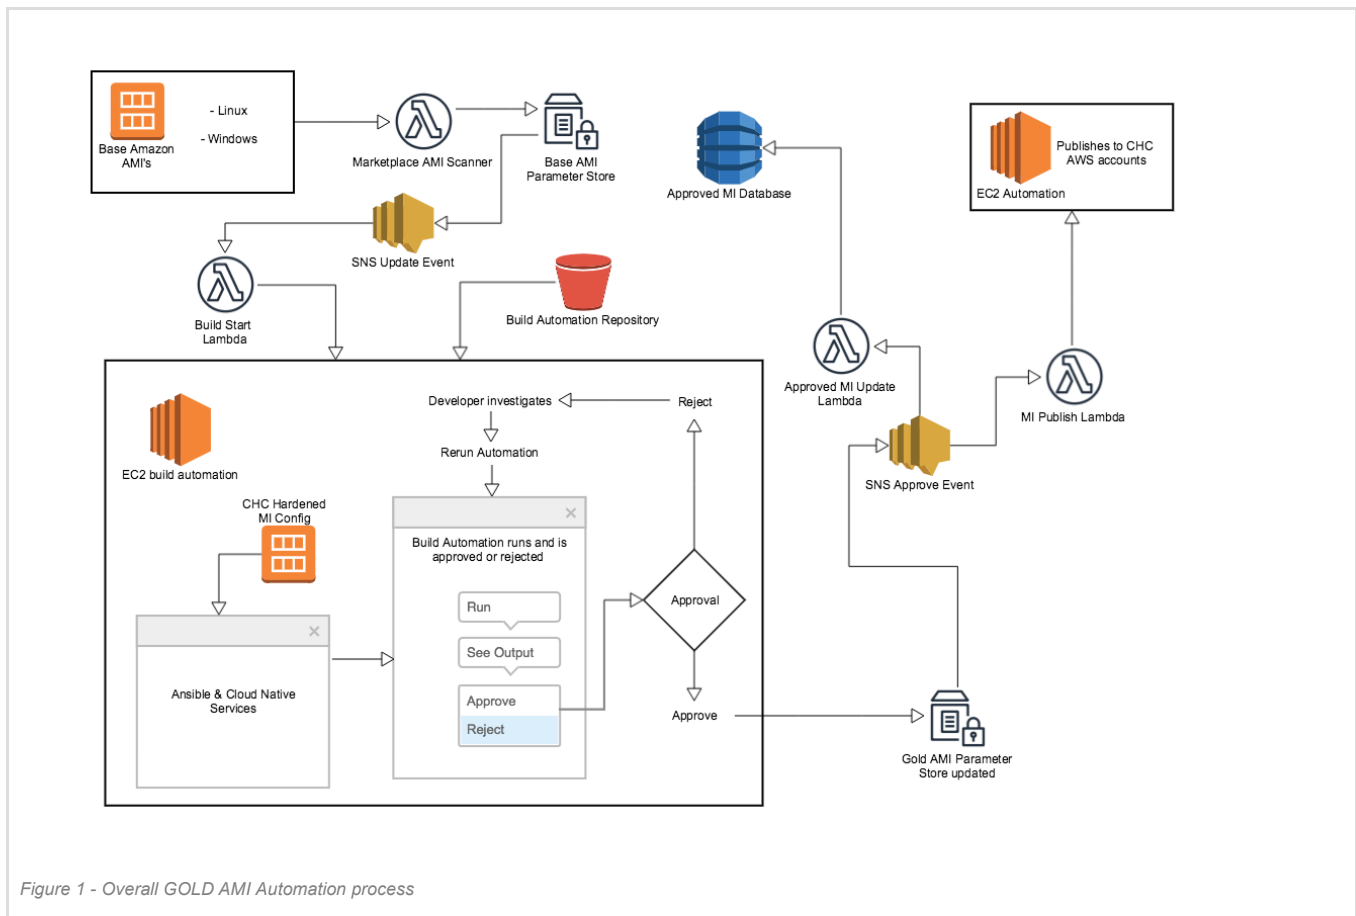 - Linux
- Windows
Base Amazon
AMI's
Marketplace AMI Scanner
Base AMI
Parameter Store
Approved MI Database
Publishes to CHC
AWS accounts
EC2 Automation
SNS Update Event
Build Start
Lambda
Build Automation Repository
Approved MI Update
Lambda
MI Publish Lambda
SNS Approve Event
Developer investigates
Reject
Rerun Automation
EC2 build automation
CHC Hardened
MI Config
Build Automation runs and is
approved or rejected
Run
See Output
Approve
Reject
Approval
Ansible & Cloud Native
Services
Approve
Gold AMI Parameter
Store updated
Figure 1 - Overall GOLD AMI Automation process